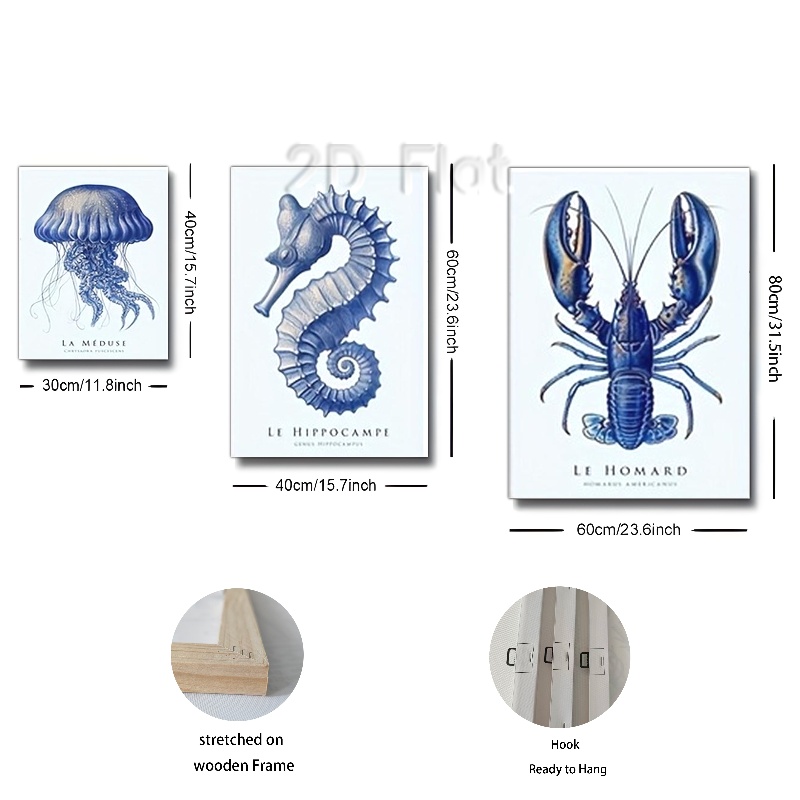 2D Flat
40cm/15.7inch
LA MÉDUSE
30cm/11.8inch
60cm/23.6inch
LE HIPPOCAMPE
GENUS HIPPOCAMPUS
40cm/15.7inch
80cm/31.5inch
LE HOMARD
HOMARUS AMERICANUS
60cm/23.6inch
stretched on
wooden Frame
Hook
Ready to Hang